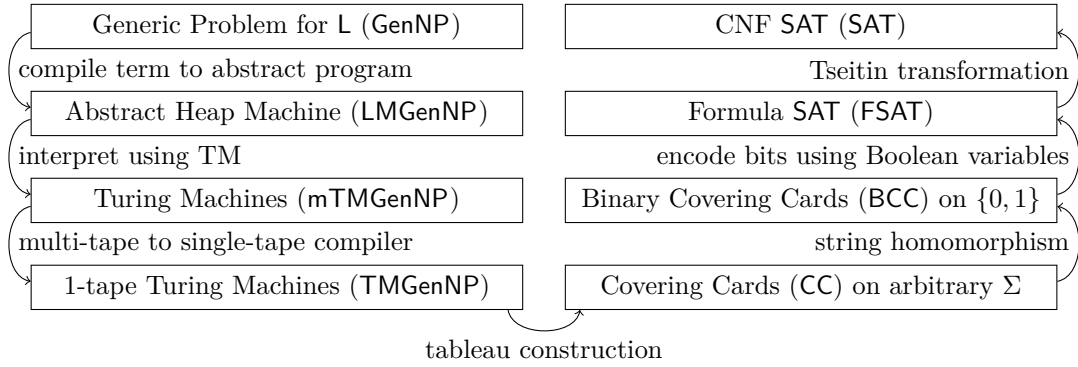 Generic Problem for L (GenNP)
compile term to abstract program
Abstract Heap Machine (LMGenNP)
interpret using TM
Turing Machines (mTMGenNP)
multi-tape to single-tape compiler
1-tape Turing Machines (TMGenNP)
tableau construction
CNF SAT (SAT)
Tseitin transformation
Formula SAT (FSAT)
encode bits using Boolean variables
Binary Covering Cards (BCC) on {0, 1}
string homomorphism
Covering Cards (CC) on arbitrary Σ